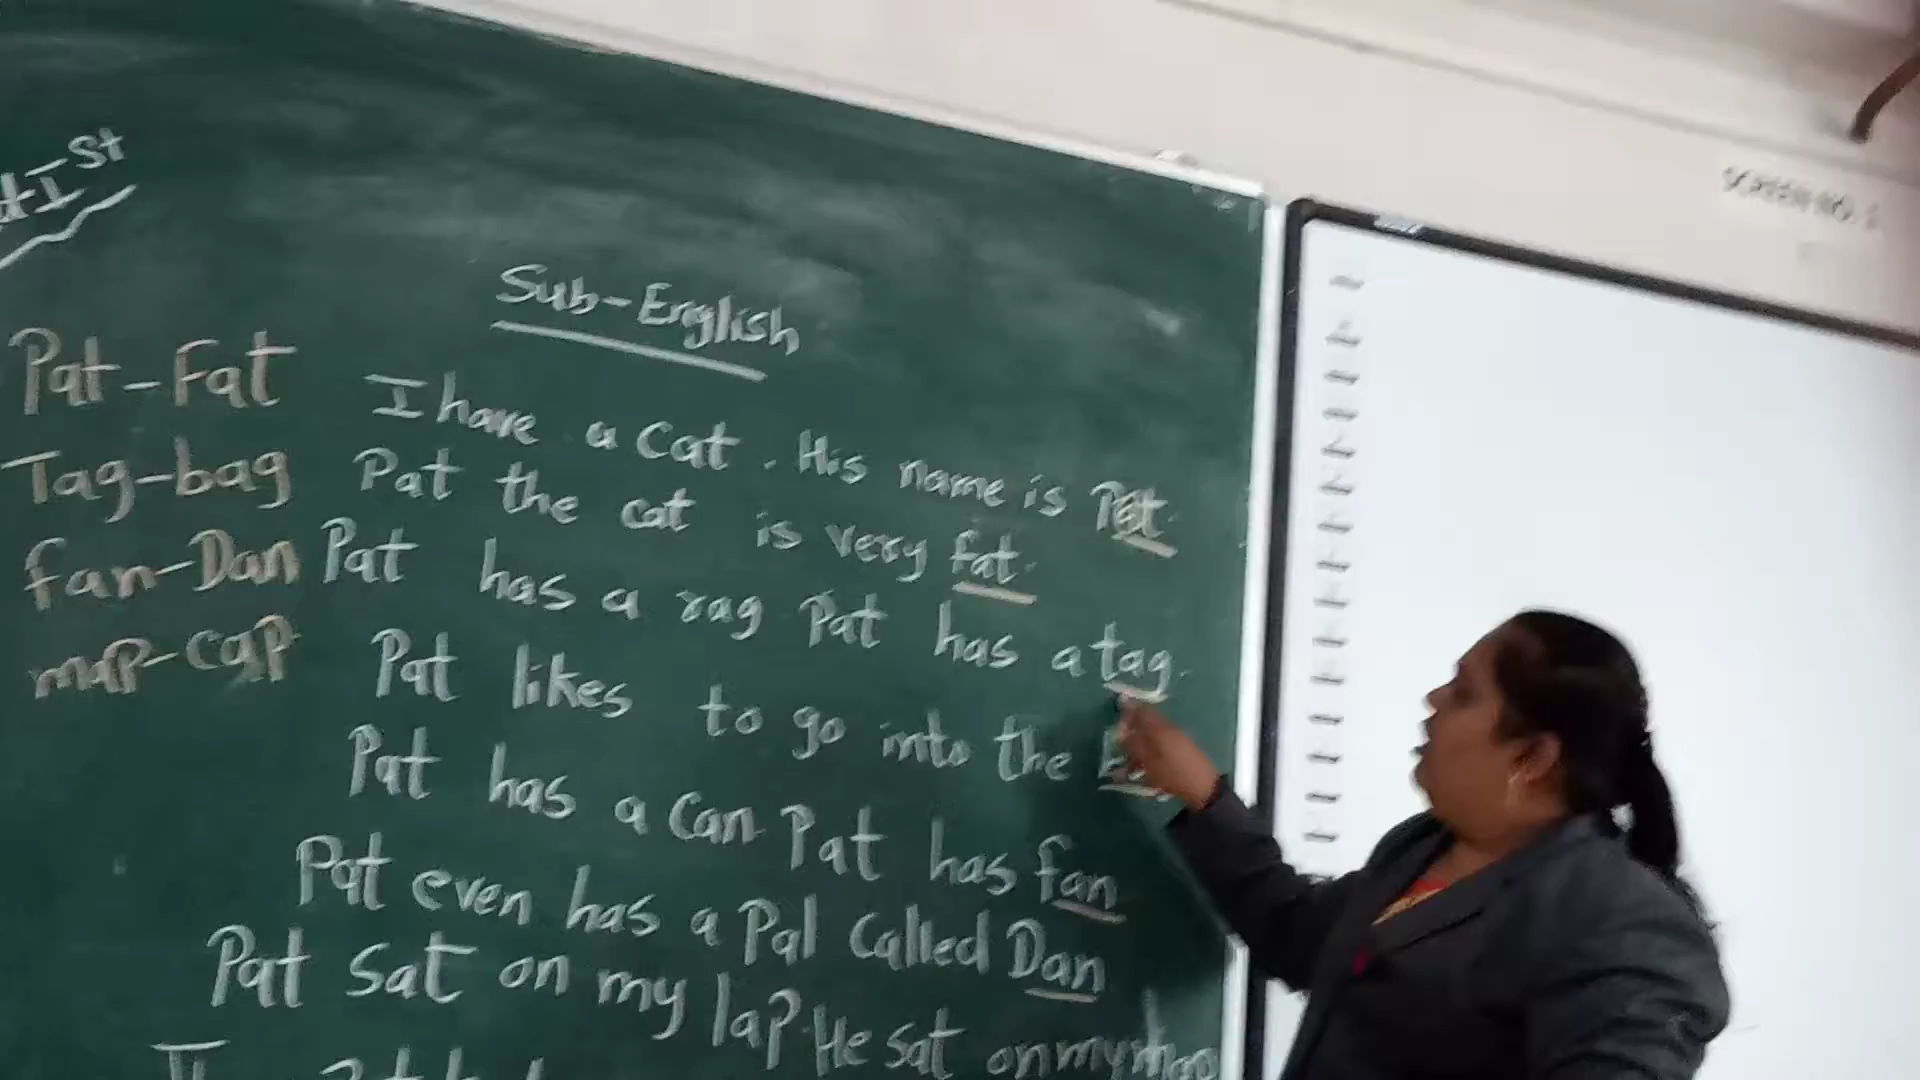 St
Sub-English
Pat-Fat
Tag-bag
fan-Dan
map-cap
I have a cat. His name is Pat.
Pat the cat is very fat.
Pat has a rag Pat has a tag.
Pat likes to go into the
Pat has a can Pat has fan
Pat even has a Pal called Dan
Pat sat on my lap. He sat on my
SCREEN NO.